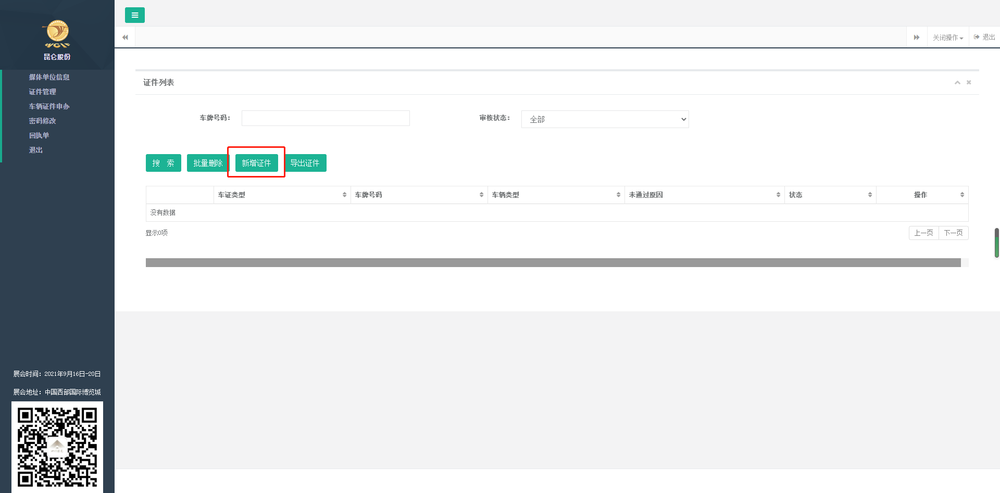 WCIF
昆仑股份
媒体单位信息
证件管理
车辆证件申办
密码修改
回执单
退出
展会时间：2021年9月16日-20日
展会地址：中国西部国际博览城
关闭操作
退出
证件列表
车牌号码：
审核状态： 全部
搜 索 批量删除 新增证件 导出证件
车证类型 车牌号码 车辆类型 未通过原因 状态 操作
没有数据
显示0项
上一页 下一页